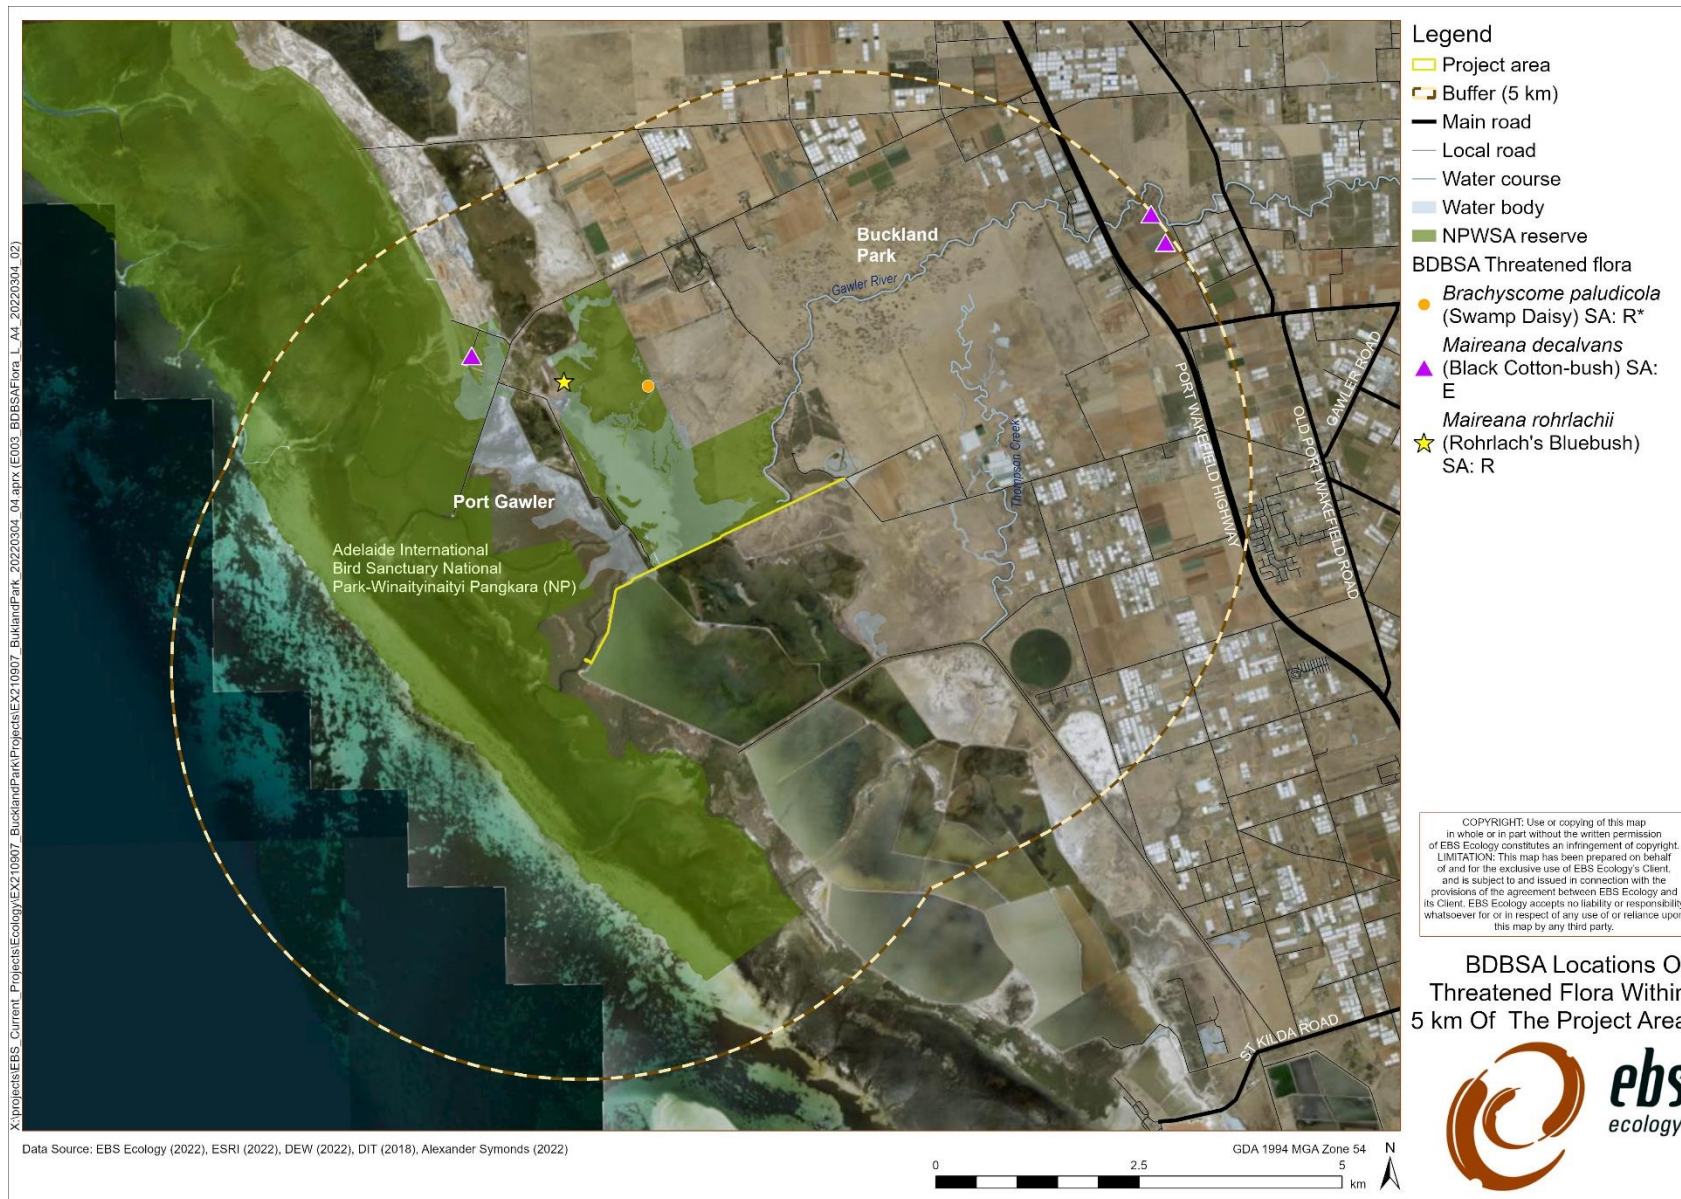 Legend
Project area
Buffer (5 km)
Main road
Local road
Water course
Water body
NPWSA reserve
BDBSA Threatened flora
Brachyscome paludicola
(Swamp Daisy) SA: R*
Maireana decalvans
(Black Cotton-bush) SA:
E
Maireana rohrlachii
(Rohrlach's Bluebush)
SA: R
Buckland
Park
Gawler River
Thompson Creek
PORT WAKEFIELD HIGHWAY
OLD PORT WAKEFIELD ROAD
GAWLER ROAD
Port Gawler
Adelaide International
Bird Sanctuary National
Park-Winaityinaityi Pangkara (NP)
ST KILDA ROAD
COPYRIGHT: Use or copying of this map
in whole or in part without the written permission
of EBS Ecology constitutes an infringement of copyright.
LIMITATION: This map has been prepared on behalf
of and for the exclusive use of EBS Ecology's Client,
and is subject to and issued in connection with the
provisions of the agreement between EBS Ecology and
its Client. EBS Ecology accepts no liability or responsibility
whatsoever for or in respect of any use of or reliance upon
this map by any third party.
BDBSA Locations O
Threatened Flora Within
5 km Of The Project Area
ebs
ecology
X:\projects\EBS_Current_Projects\Ecology\EX210907_BucklandPark\Projects\EX210907_BuklandPark_20220304_04.aprx (E003_BDBSAFlora_L_A4_20220304_02)
Data Source: EBS Ecology (2022), ESRI (2022), DEW (2022), DIT (2018), Alexander Symonds (2022)
GDA 1994 MGA Zone 54
N
0 2.5 5
km